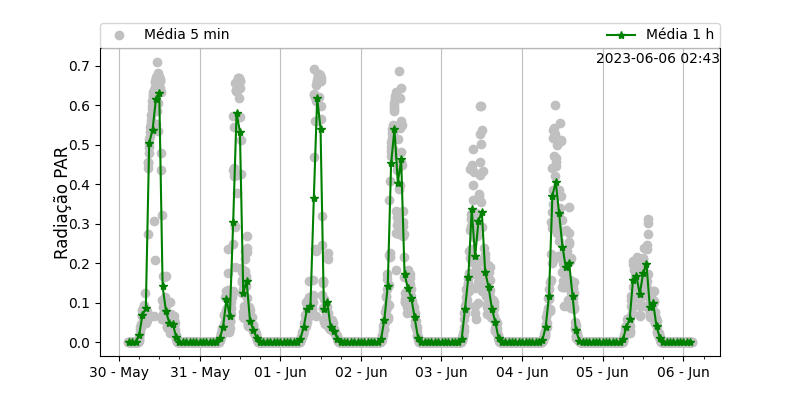 Média 5 min
Média 1 h
2023-06-06 02:43
Radiação PAR
0.7
0.6
0.5
0.4
0.3
0.2
0.1
0.0
30 - May
31 - May
01 - Jun
02 - Jun
03 - Jun
04 - Jun
05 - Jun
06 - Jun